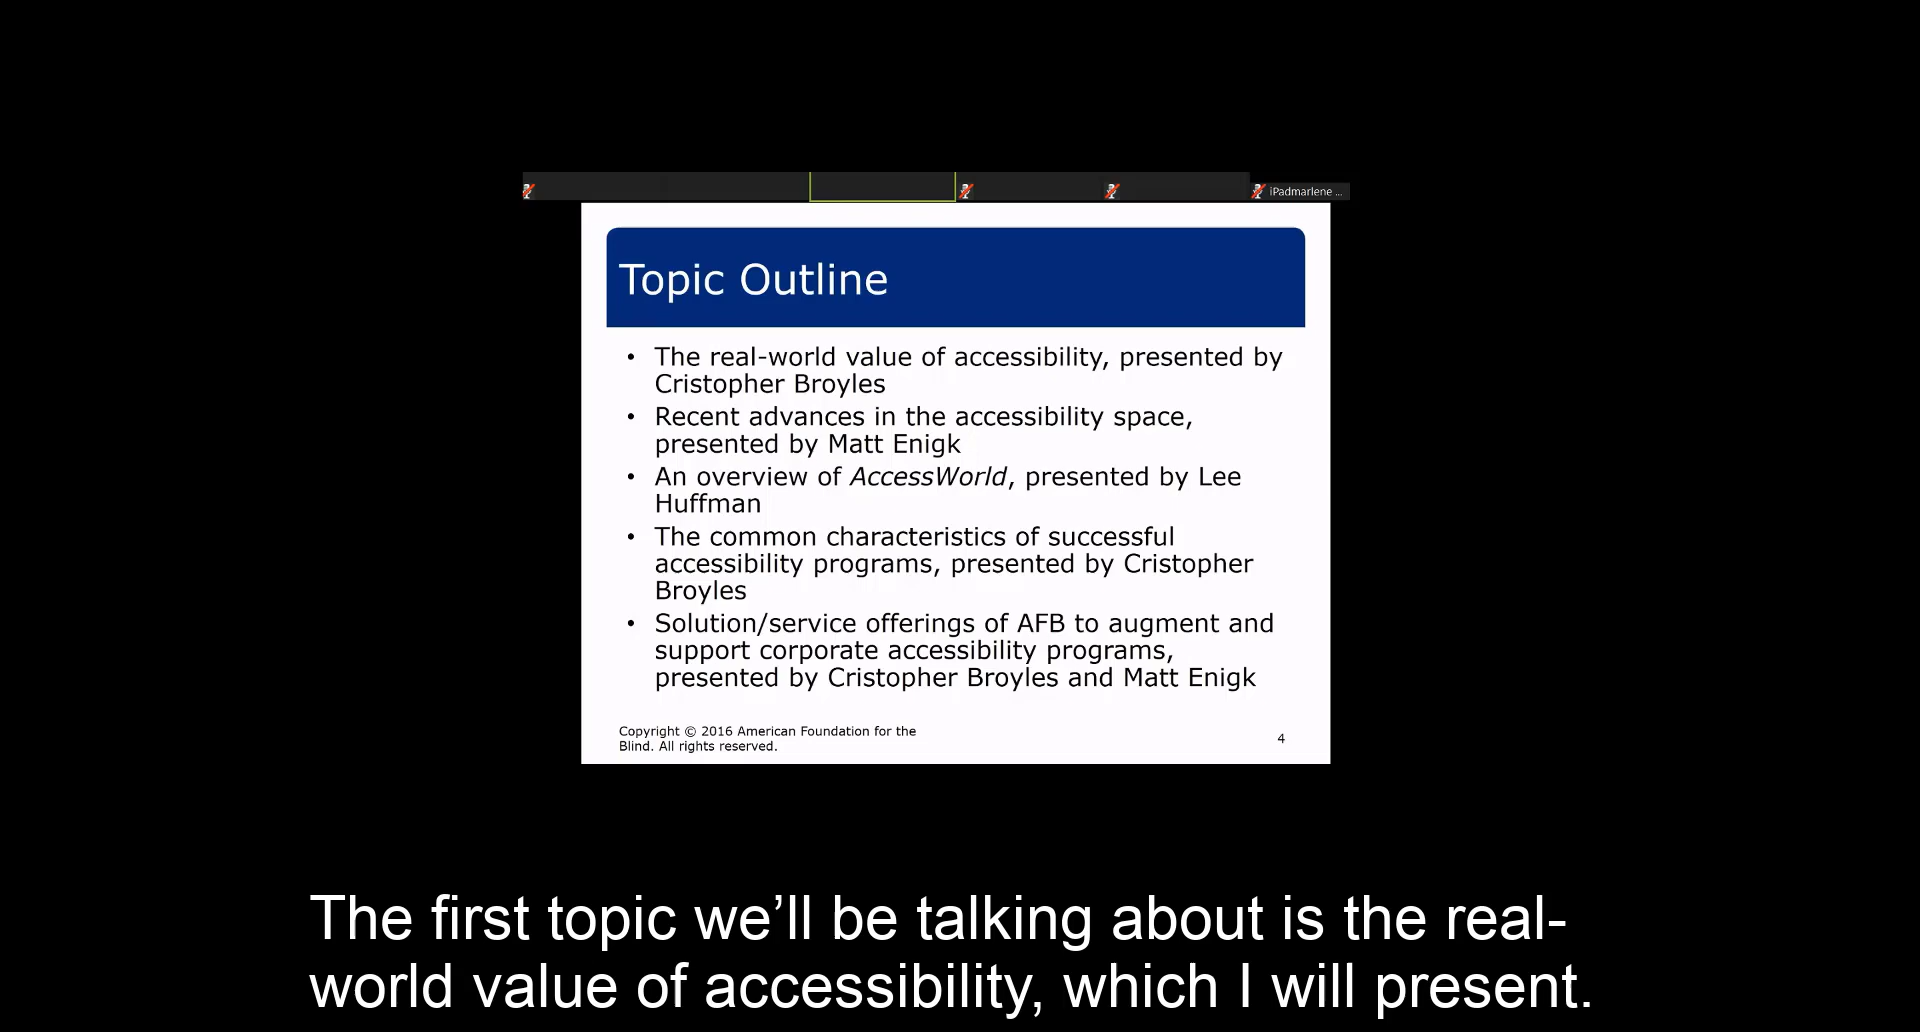 iPadmarlene ...
Topic Outline
• The real-world value of accessibility, presented by
Cristopher Broyles
• Recent advances in the accessibility space,
presented by Matt Enigk
• An overview of AccessWorld, presented by Lee
Huffman
• The common characteristics of successful
accessibility programs, presented by Cristopher
Broyles
• Solution/service offerings of AFB to augment and
support corporate accessibility programs,
presented by Cristopher Broyles and Matt Enigk
Copyright © 2016 American Foundation for the
Blind. All rights reserved.
4
The first topic we’ll be talking about is the real-
world value of accessibility, which I will present.